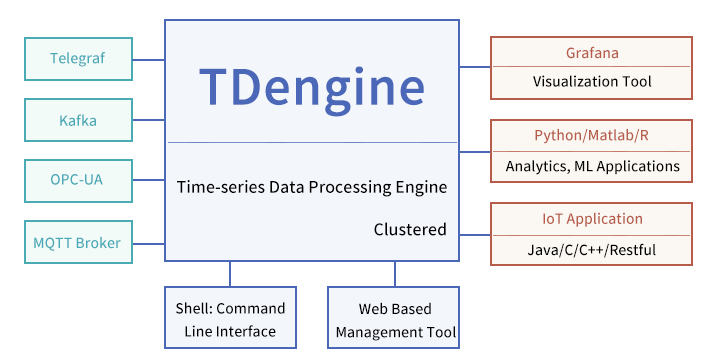 Telegraf
Kafka
OPC-UA
MQTT Broker
TDengine
Time-series Data Processing Engine
Clustered
Grafana
Visualization Tool
Python/Matlab/R
Analytics, ML Applications
IoT Application
Java/C/C++/Restful
Shell: Command
Line Interface
Web Based
Management Tool